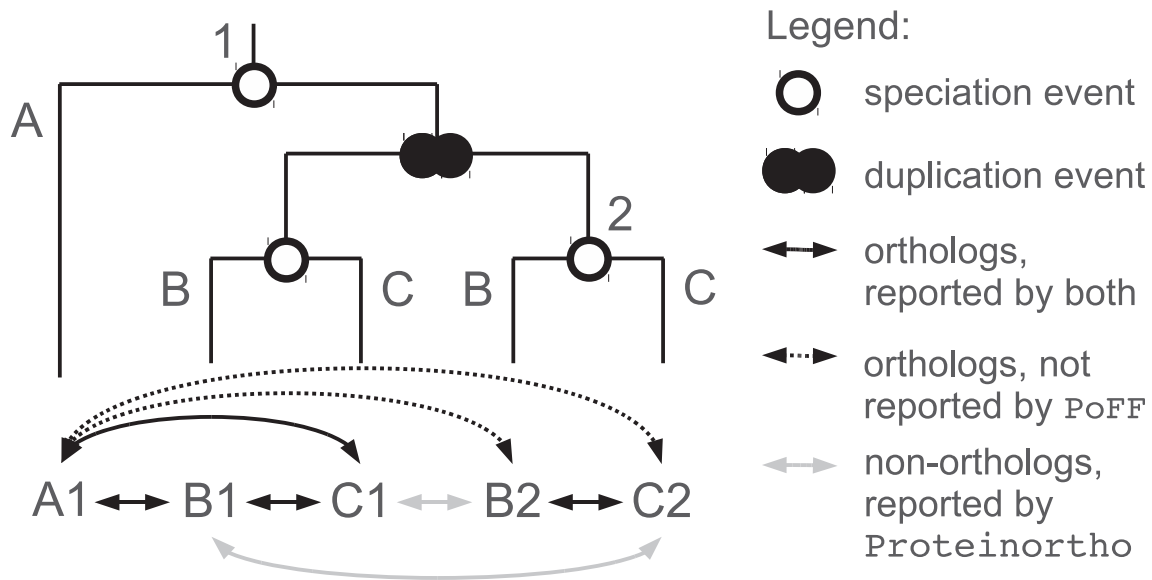 1
A
2
B C B C
A1 B1 C1 B2 C2
Legend:
speciation event
duplication event
orthologs,
reported by both
orthologs, not
reported by PoFF
non-orthologs,
reported by
Proteinortho